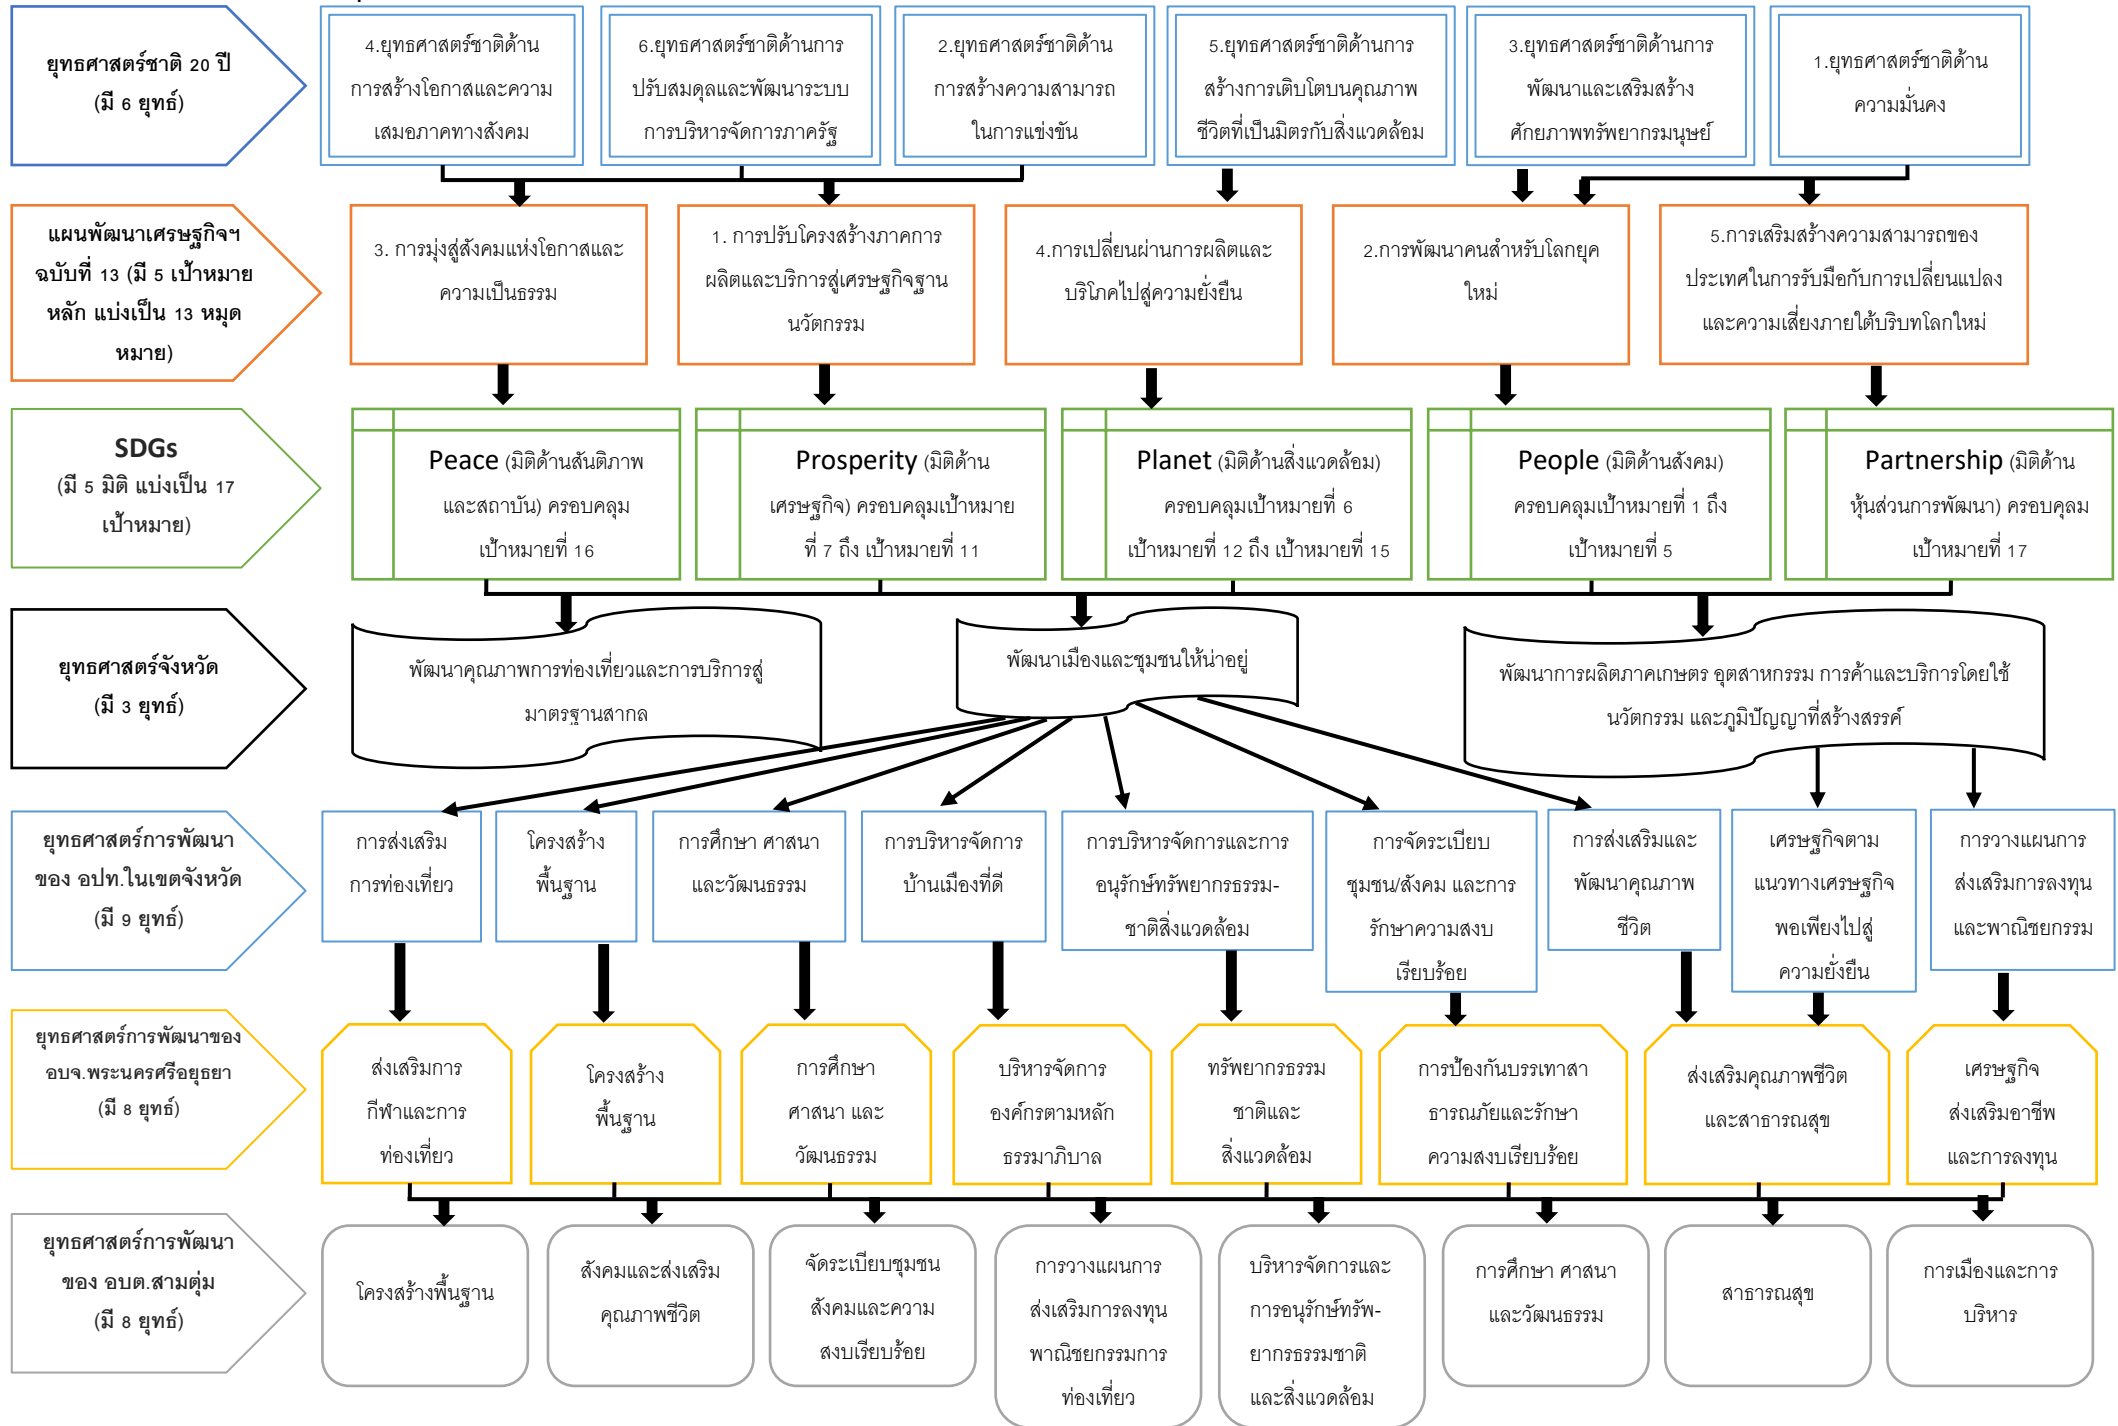 ยุทธศาสตร์ชาติ 20 ปี
(มี 6 ยุทธ์)
4.ยุทธศาสตร์ชาติด้าน
การสร้างโอกาสและความ
เสมอภาคทางสังคม
6.ยุทธศาสตร์ชาติด้านการ
ปรับสมดุลและพัฒนาระบบ
การบริหารจัดการภาครัฐ
2.ยุทธศาสตร์ชาติด้าน
การสร้างความสามารถ
ในการแข่งขัน
5.ยุทธศาสตร์ชาติด้านการ
สร้างการเติบโตบนคุณภาพ
ชีวิตที่เป็นมิตรกับสิ่งแวดล้อม
3.ยุทธศาสตร์ชาติด้านการ
พัฒนาและเสริมสร้าง
ศักยภาพทรัพยากรมนุษย์
1.ยุทธศาสตร์ชาติด้าน
ความมั่นคง
แผนพัฒนาเศรษฐกิจฯ
ฉบับที่ 13 (มี 5 เป้าหมาย
หลัก แบ่งเป็น 13 หมุด
หมาย)
3. การมุ่งสู่สังคมแห่งโอกาสและ
ความเป็นธรรม
1. การปรับโครงสร้างภาคการ
ผลิตและบริการสู่เศรษฐกิจฐาน
นวัตกรรม
4.การเปลี่ยนผ่านการผลิตและ
บริโภคไปสู่ความยั่งยืน
2.การพัฒนาคนสำหรับโลกยุค
ใหม่
5.การเสริมสร้างความสามารถของ
ประเทศในการรับมือกับการเปลี่ยนแปลง
และความเสี่ยงภายใต้บริบทโลกใหม่
SDGs
(มี 5 มิติ แบ่งเป็น 17
เป้าหมาย)
Peace (มิติด้านสันติภาพ
และสถาบัน) ครอบคลุม
เป้าหมายที่ 16
Prosperity (มิติด้าน
เศรษฐกิจ) ครอบคลุมเป้าหมาย
ที่ 7 ถึง เป้าหมายที่ 11
Planet (มิติด้านสิ่งแวดล้อม)
ครอบคลุมเป้าหมายที่ 6
เป้าหมายที่ 12 ถึง เป้าหมายที่ 15
People (มิติด้านสังคม)
ครอบคลุมเป้าหมายที่ 1 ถึง
เป้าหมายที่ 5
Partnership (มิติด้าน
หุ้นส่วนการพัฒนา) ครอบคุลม
เป้าหมายที่ 17
ยุทธศาสตร์จังหวัด
(มี 3 ยุทธ์)
พัฒนาคุณภาพการท่องเที่ยวและการบริการสู่
มาตรฐานสากล
พัฒนาเมืองและชุมชนให้น่าอยู่
พัฒนาการผลิตภาคเกษตร อุตสาหกรรม การค้าและบริการโดยใช้
นวัตกรรม และภูมิปัญญาที่สร้างสรรค์
ยุทธศาสตร์การพัฒนา
ของ อปท.ในเขตจังหวัด
(มี 9 ยุทธ์)
การส่งเสริม
การท่องเที่ยว
โครงสร้าง
พื้นฐาน
การศึกษา ศาสนา
และวัฒนธรรม
การบริหารจัดการ
บ้านเมืองที่ดี
การบริหารจัดการและการ
อนุรักษ์ทรัพยากรธรรม-
ชาติสิ่งแวดล้อม
การจัดระเบียบ
ชุมชน/สังคม และการ
รักษาความสงบ
เรียบร้อย
การส่งเสริมและ
พัฒนาคุณภาพ
ชีวิต
เศรษฐกิจตาม
แนวทางเศรษฐกิจ
พอเพียงไปสู่
ความยั่งยืน
การวางแผนการ
ส่งเสริมการลงทุน
และพาณิชยกรรม
ยุทธศาสตร์การพัฒนาของ
อบจ.พระนครศรีอยุธยา
(มี 8 ยุทธ์)
ส่งเสริมการ
กีฬาและการ
ท่องเที่ยว
โครงสร้าง
พื้นฐาน
การศึกษา
ศาสนา และ
วัฒนธรรม
บริหารจัดการ
องค์กรตามหลัก
ธรรมาภิบาล
ทรัพยากรธรรม
ชาติและ
สิ่งแวดล้อม
การป้องกันบรรเทาสา
ธารณภัยและรักษา
ความสงบเรียบร้อย
ส่งเสริมคุณภาพชีวิต
และสาธารณสุข
เศรษฐกิจ
ส่งเสริมอาชีพ
และการลงทุน
ยุทธศาสตร์การพัฒนา
ของ อบต.สามตุ่ม
(มี 8 ยุทธ์)
โครงสร้างพื้นฐาน
สังคมและส่งเสริม
คุณภาพชีวิต
จัดระเบียบชุมชน
สังคมและความ
สงบเรียบร้อย
การวางแผนการ
ส่งเสริมการลงทุน
พาณิชยกรรมการ
ท่องเที่ยว
บริหารจัดการและ
การอนุรักษ์ทรัพ-
ยากรธรรมชาติ
และสิ่งแวดล้อม
การศึกษา ศาสนา
และวัฒนธรรม
สาธารณสุข
การเมืองและการ
บริหาร